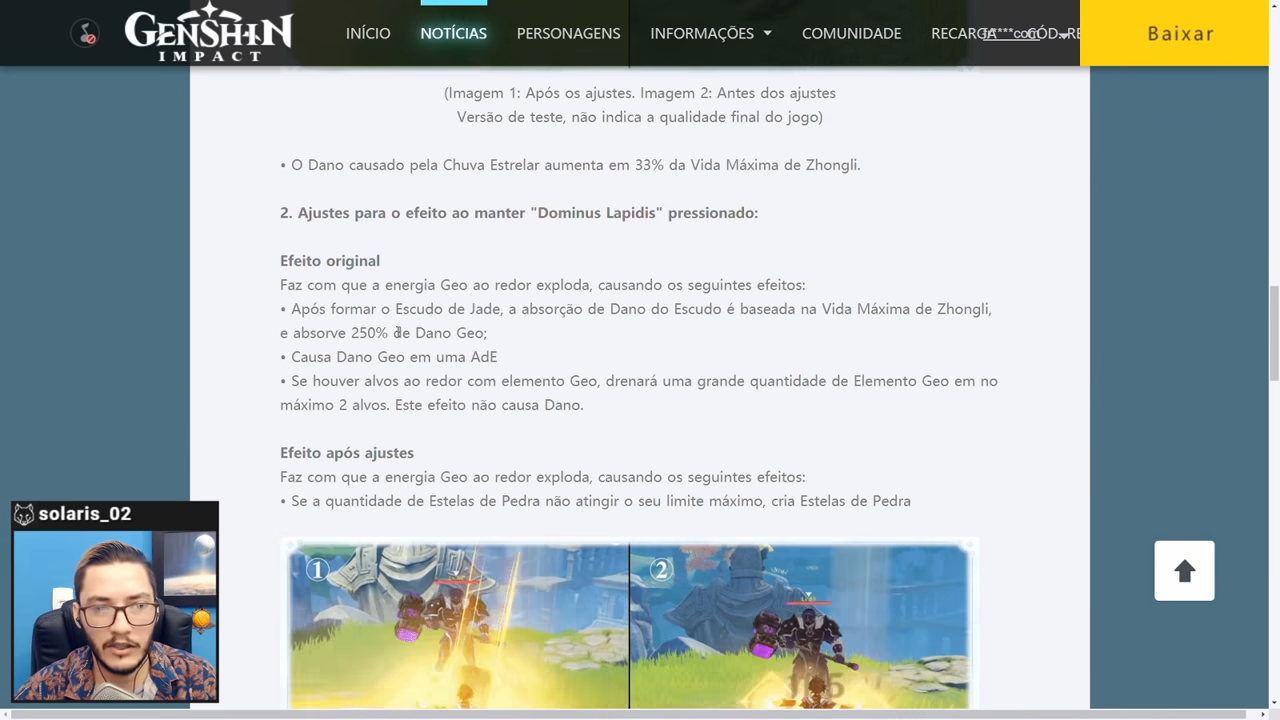 GENSHIN
IMPACT
INÍCIO
NOTÍCIAS
PERSONAGENS
INFORMAÇÕES
COMUNIDADE
RECARGA
CÓD. RE
Baixar
(Imagem 1: Após os ajustes. Imagem 2: Antes dos ajustes
Versão de teste, não indica a qualidade final do jogo)
• O Dano causado pela Chuva Estrelar aumenta em 33% da Vida Máxima de Zhongli.
2. Ajustes para o efeito ao manter "Dominus Lapidis" pressionado:
Efeito original
Faz com que a energia Geo ao redor exploda, causando os seguintes efeitos:
• Após formar o Escudo de Jade, a absorção de Dano do Escudo é baseada na Vida Máxima de Zhongli,
e absorve 250% de Dano Geo;
• Causa Dano Geo em uma AdE
• Se houver alvos ao redor com elemento Geo, drenará uma grande quantidade de Elemento Geo em no
máximo 2 alvos. Este efeito não causa Dano.
Efeito após ajustes
Faz com que a energia Geo ao redor exploda, causando os seguintes efeitos:
• Se a quantidade de Estelas de Pedra não atingir o seu limite máximo, cria Estelas de Pedra
1
2
solaris_02